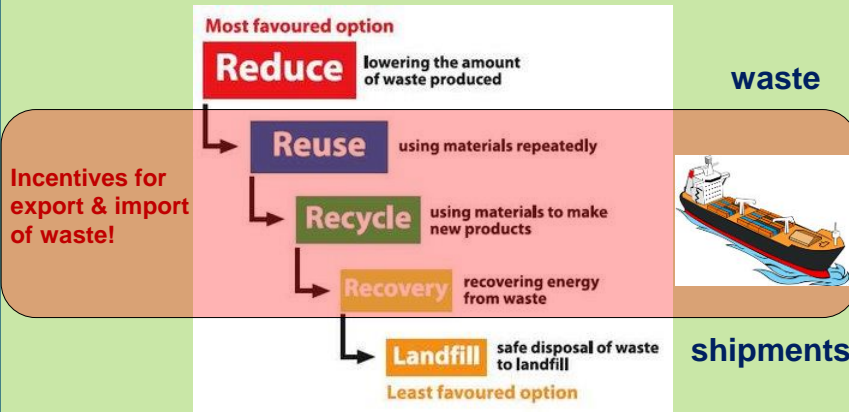 Most favoured option
Reduce
lowering the amount
of waste produced
waste
Reuse
using materials repeatedly
Incentives for
export & import
of waste!
Recycle
using materials to make
new products
Recovery
recovering energy
from waste
Landfill
safe disposal of waste
to landfill
shipments
Least favoured option